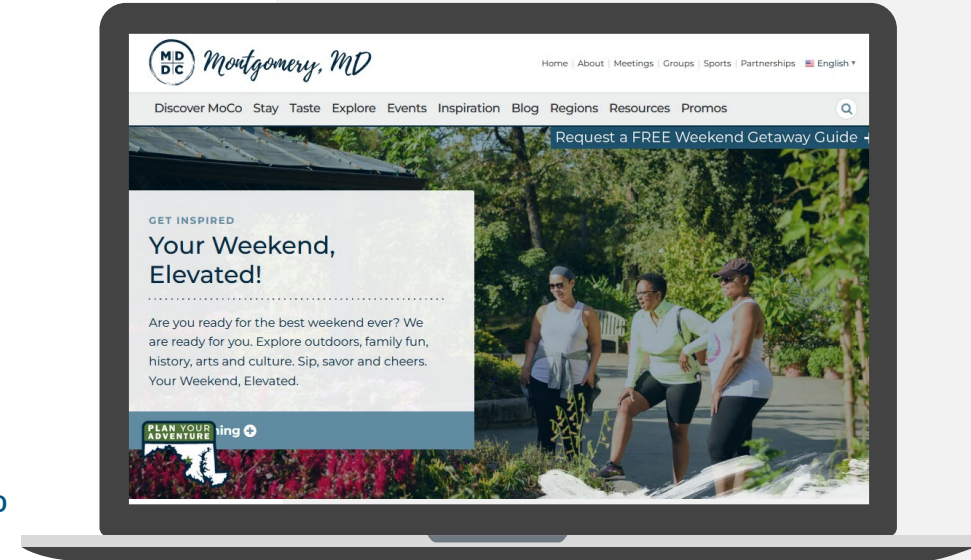 MD
DC
Montgomery, MD
Home | About | Meetings | Groups | Sports | Partnerships English
Discover MoCo Stay Taste Explore Events Inspiration Blog Regions Resources Promos
Request a FREE Weekend Getaway Guide +
GET INSPIRED
Your Weekend,
Elevated!
Are you ready for the best weekend ever? We
are ready for you. Explore outdoors, family fun,
history, arts and culture. Sip, savor and cheers.
Your Weekend, Elevated.
PLAN YOUR
ADVENTURE